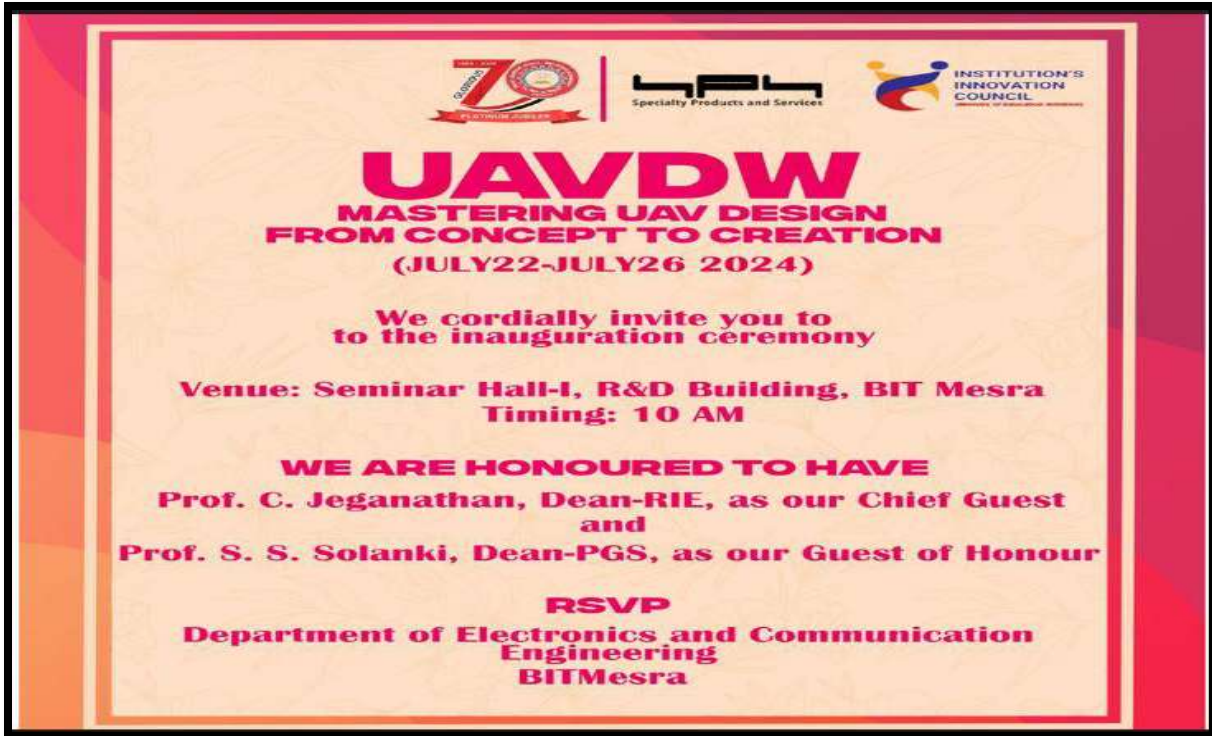 GLORIOUS
PLATINUM JUBILEE
Specialty Products and Services
INSTITUTION'S
INNOVATION
COUNCIL
UAVDW
MASTERING UAV DESIGN
FROM CONCEPT TO CREATION
(JULY22-JULY26 2024)
We cordially invite you to
to the inauguration ceremony
Venue: Seminar Hall-I, R&D Building, BIT Mesra
Timing: 10 AM
WE ARE HONOURED TO HAVE
Prof. C. Jeganathan, Dean-RIE, as our Chief Guest
and
Prof. S. S. Solanki, Dean-PGS, as our Guest of Honour
RSVP
Department of Electronics and Communication
Engineering
BITMesra